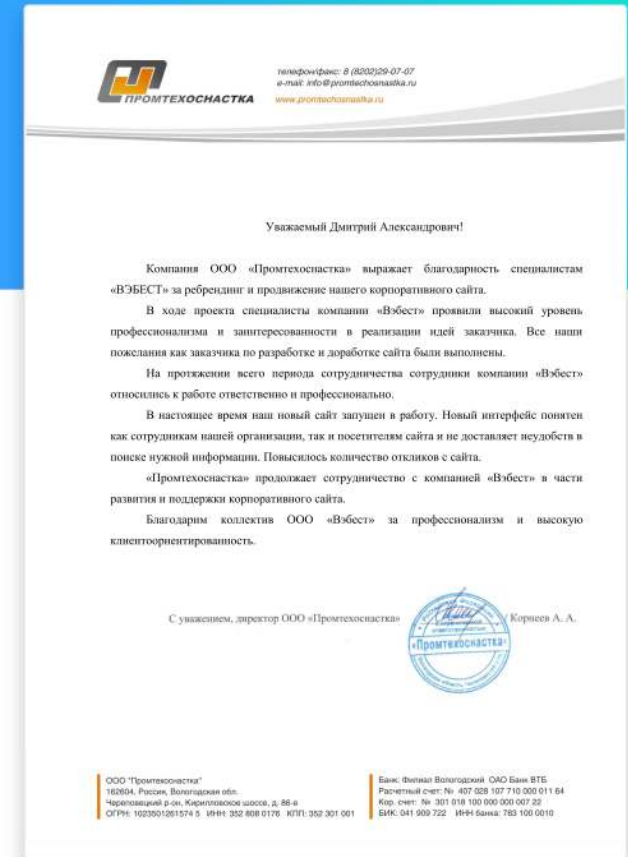 ПРОМТЕХОСНАСТКА
телефон/факс: 8 (8202)29-07-07
e-mail: info@promtechosnastka.ru
www.promtechosnastka.ru
Уважаемый Дмитрий Александрович!
Компания ООО «Промтехоснастка» выражает благодарность специалистам
«ВЭБЕСТ» за ребрендинг и продвижение нашего корпоративного сайта.
В ходе проекта специалисты компании «Вэбест» проявили высокий уровень
профессионализма и заинтересованности в реализации идей заказчика. Все наши
пожелания как заказчика по разработке и доработке сайта были выполнены.
На протяжении всего периода сотрудничества сотрудники компании «Вэбест»
относились к работе ответственно и профессионально.
В настоящее время наш новый сайт запущен в работу. Новый интерфейс понятен
как сотрудникам нашей организации, так и посетителям сайта и не доставляет неудобств в
поиске нужной информации. Повысилось количество откликов с сайта.
«Промтехоснастка» продолжает сотрудничество с компанией «Вэбест» в части
развития и поддержки корпоративного сайта.
Благодарим коллектив ООО «Вэбест» за профессионализм и высокую
клиентоориентированность.
С уважением, директор ООО «Промтехоснастка» / Корнеев А. А.
«Промтехоснастка»
ООО "Промтехоснастка"
162604, Россия, Вологодская обл.
Череповецкий р-он, Кирилловское шоссе, д. 86-а
ОГРН: 1023501261574 5 ИНН: 352 808 0176 КПП: 352 301 001
Банк: Филиал Вологодский ОАО Банк ВТБ
Расчетный счет: № 407 028 107 710 000 011 64
Кор. счет: № 301 018 100 000 000 007 22
БИК: 041 909 722 ИНН банка: 783 100 0010